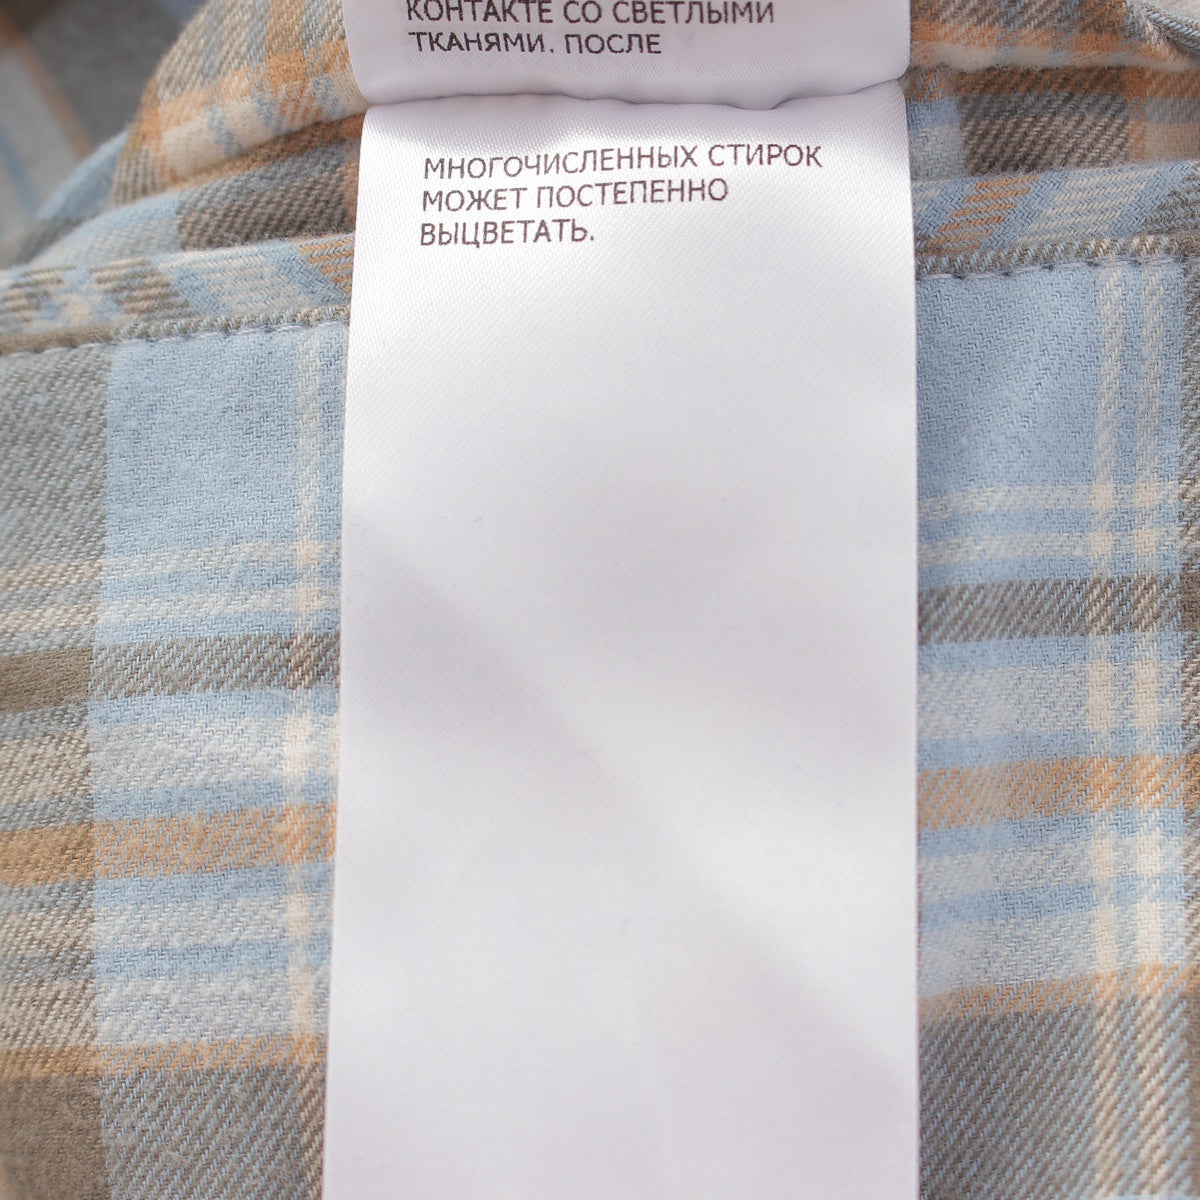 КОНТАКТЕ СО СВЕТЛЫМИ
ТКАНЯМИ. ПОСЛЕ
МНОГОЧИСЛЕННЫХ СТИРОК
МОЖЕТ ПОСТЕПЕННО
ВЫЦВЕТАТЬ.